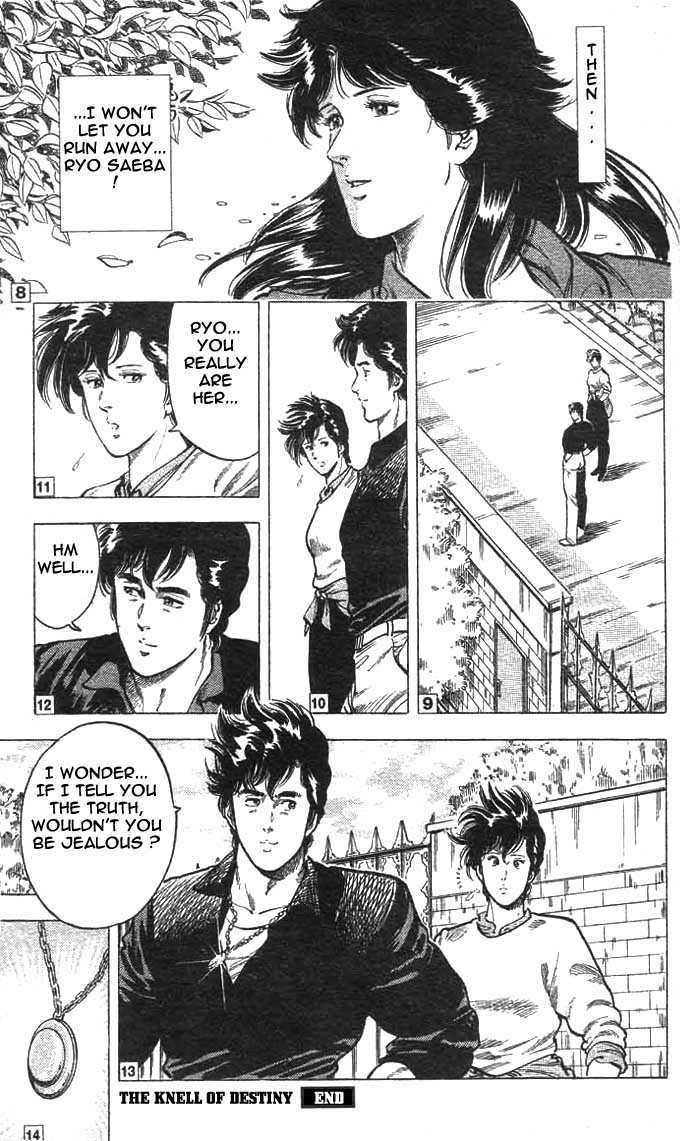 THEN...
...I WON'T
LET YOU
RUN AWAY...
RYO SAEBA
!
8
9
10
RYO...
YOU
REALLY
ARE
HER...
11
HM
WELL...
12
I WONDER...
IF I TELL YOU
THE TRUTH,
WOULDN'T YOU
BE JEALOUS ?
13
14
THE KNELL OF DESTINY END